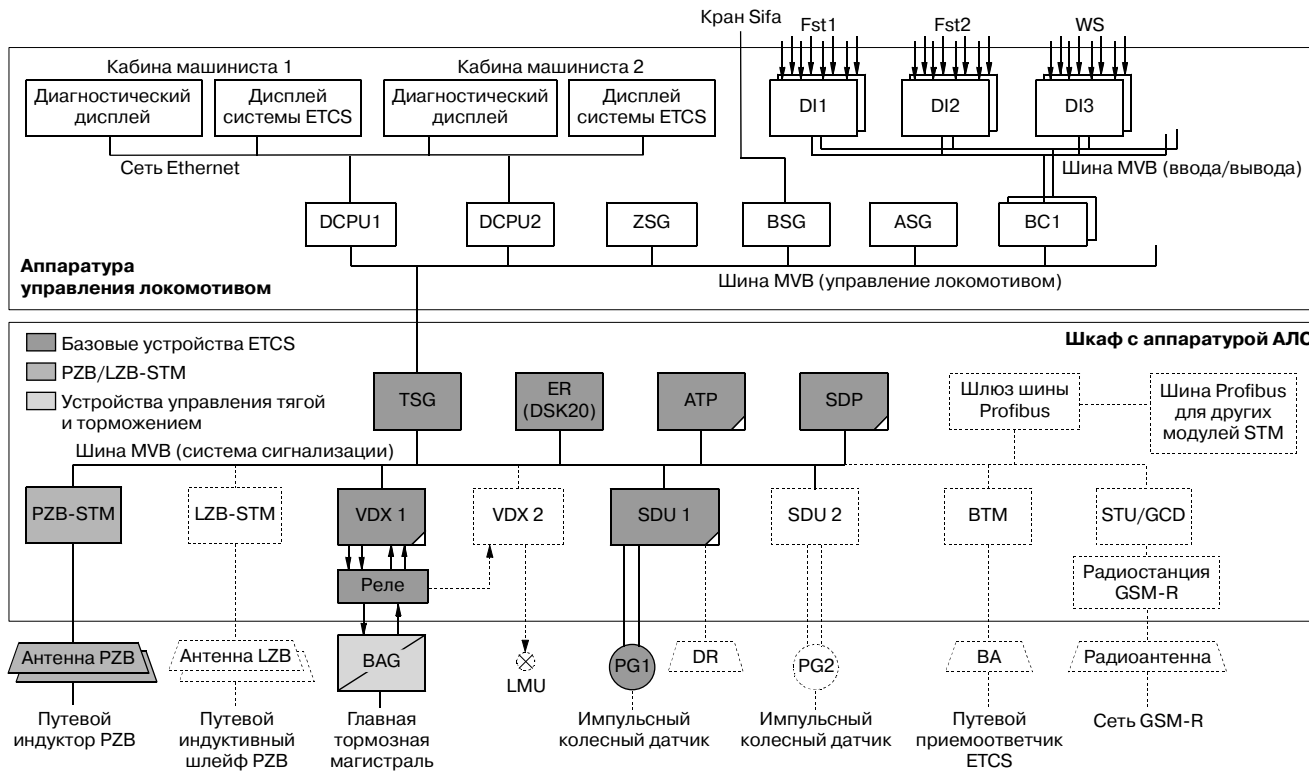 Кран Sifa
Fst1
Fst2
WS
Кабина машиниста 1
Кабина машиниста 2
Диагностический
дисплей
Дисплей
системы ETCS
Диагностический
дисплей
Дисплей
системы ETCS
DI1
DI2
DI3
Сеть Ethernet
Шина MVB (ввода/вывода)
DCPU1
DCPU2
ZSG
BSG
ASG
BC1
Аппаратура
управления локомотивом
Шина MVB (управление локомотивом)
Базовые устройства ETCS
PZB/LZB-STM
Устройства управления тягой
и торможением
Шкаф с аппаратурой АЛС
TSG
ER
(DSK20)
ATP
SDP
Шлюз шины
Profibus
Шина Profibus
для других
модулей STM
Шина MVB (система сигнализации)
PZB-STM
LZB-STM
VDX 1
VDX 2
SDU 1
SDU 2
BTM
STU/GCD
Реле
Радиостанция
GSM-R
Антенна PZB
Антенна LZB
BAG
LMU
PG1
DR
PG2
BA
Радиоантенна
Путевой
индуктор PZB
Путевой
индуктивный
шлейф PZB
Главная
тормозная
магистраль
Импульсный
колесный датчик
Импульсный
колесный датчик
Путевой
приемоответчик
ETCS
Сеть GSM-R